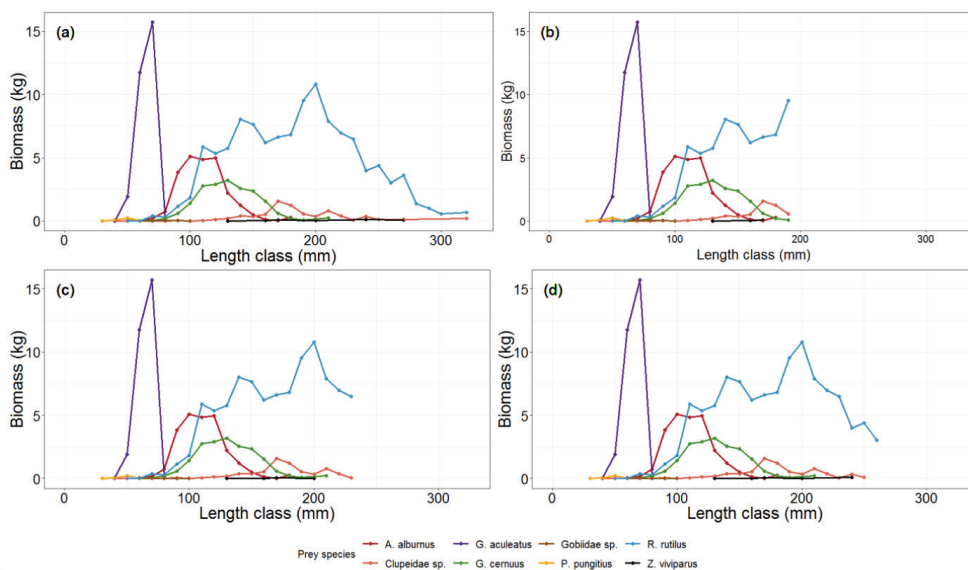 (a)
Biomass (kg)
15
10
5
0
0 100 200 300
Length class (mm)
(b)
Biomass (kg)
15
10
5
0
0 100 200 300
Length class (mm)
(c)
Biomass (kg)
15
10
5
0
0 100 200 300
Length class (mm)
(d)
Biomass (kg)
15
10
5
0
0 100 200 300
Length class (mm)
Prey species
A. alburnus G. aculeatus Gobiidae sp. R. rutilus
Clupeidae sp. G. cernuus P. pungitius Z. viviparus